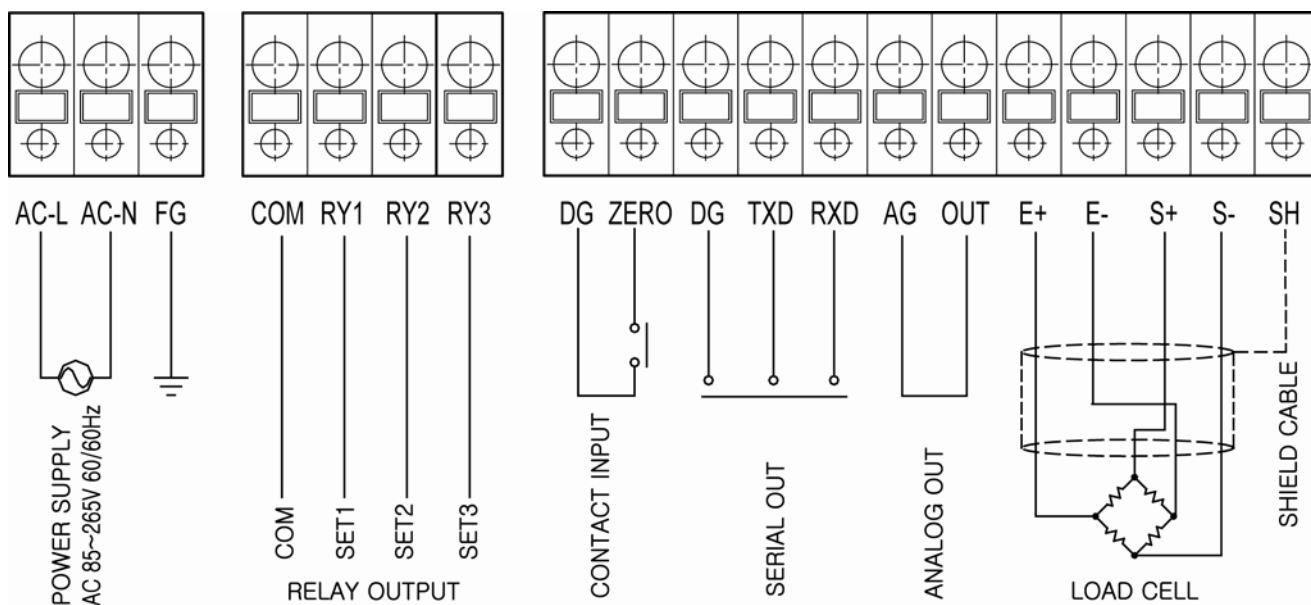 AC-L AC-N FG
COM RY1 RY2 RY3
DG ZERO DG TXD RXD AG OUT E+ E- S+ S- SH
POWER SUPPLY
AC 85~265V 60/60Hz
COM
SET1
SET2
SET3
RELAY OUTPUT
CONTACT INPUT
SERIAL OUT
ANALOG OUT
LOAD CELL
SHIELD CABLE